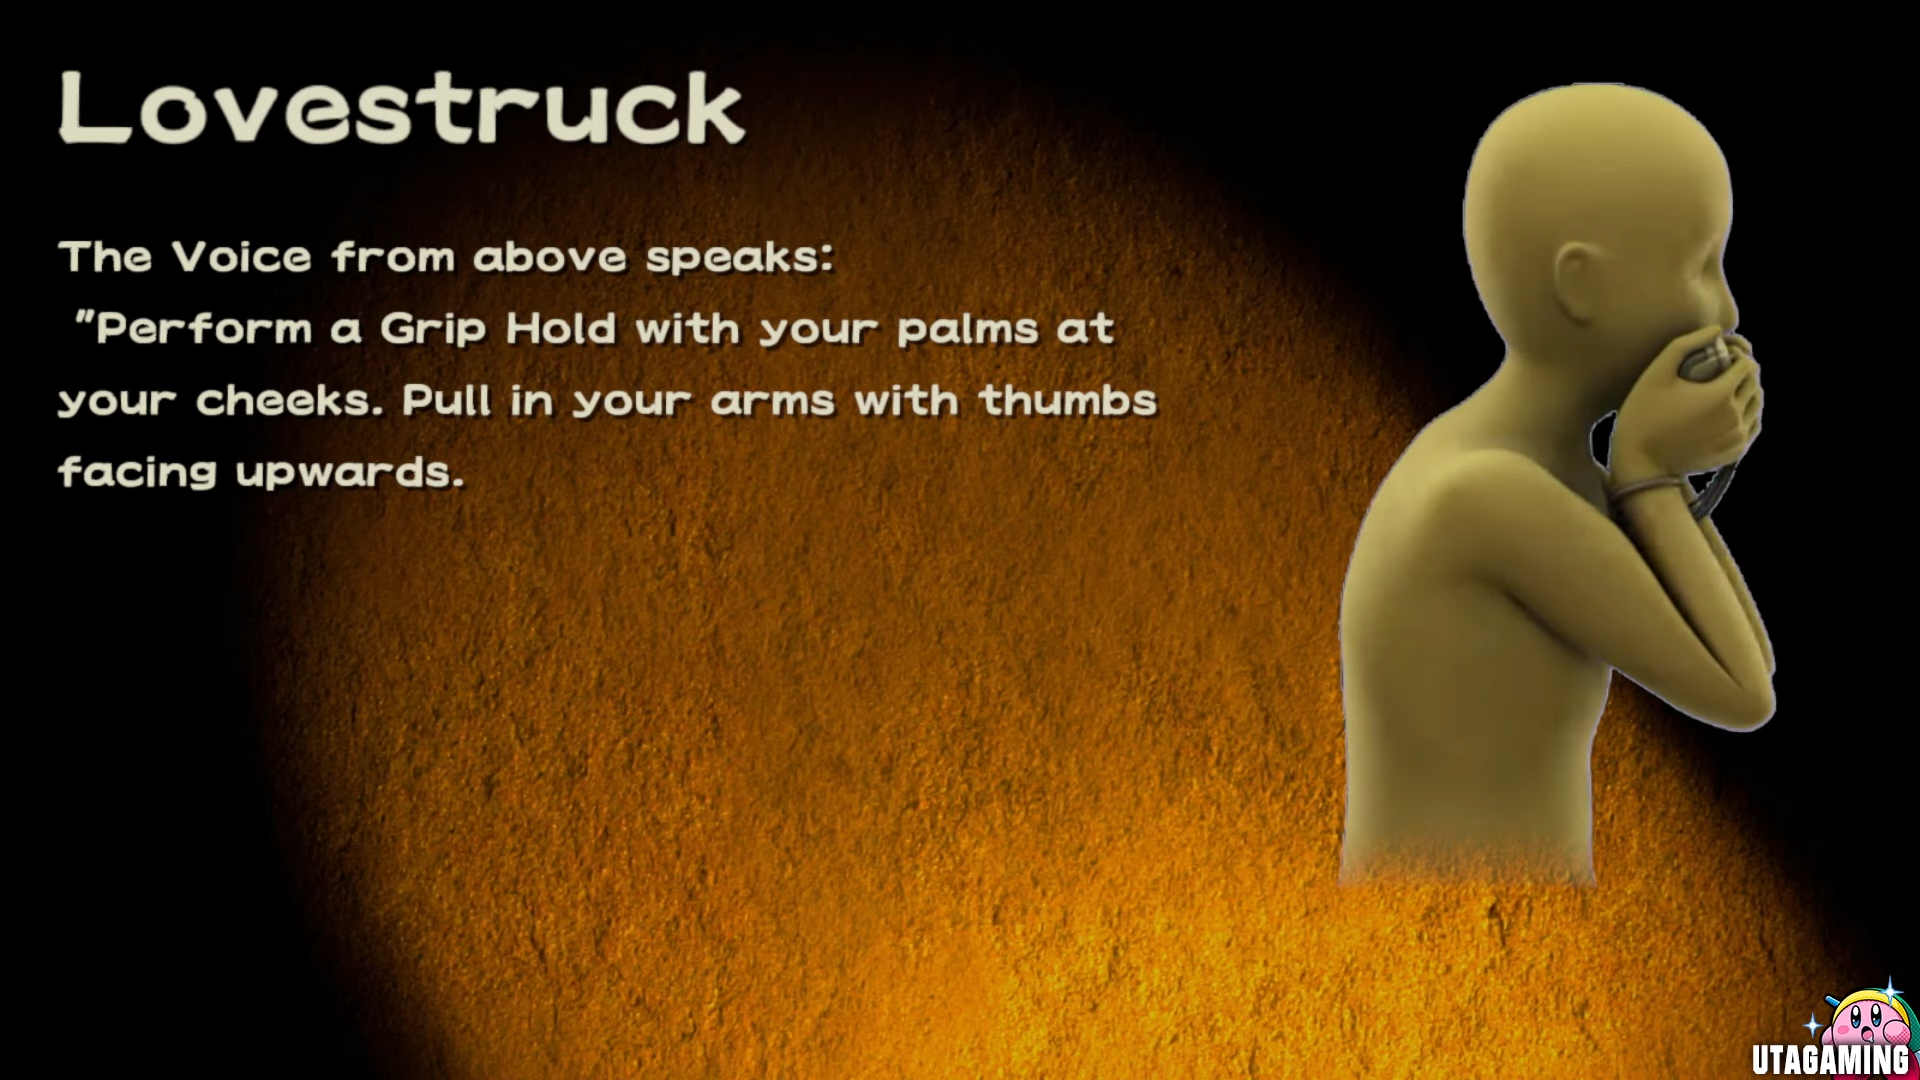 Lovestruck
The Voice from above speaks:
"Perform a Grip Hold with your palms at
your cheeks. Pull in your arms with thumbs
facing upwards.
UTAGAMING